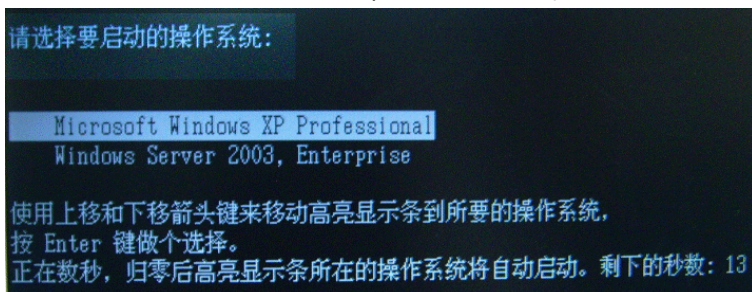 请选择要启动的操作系统:
Microsoft Windows XP Professional
Windows Server 2003, Enterprise
使用上移和下移箭头键来移动高亮显示条到所要的操作系统,
按 Enter 键做个选择。
正在数秒, 归零后高亮显示条所在的操作系统将自动启动。剩下的秒数: 13